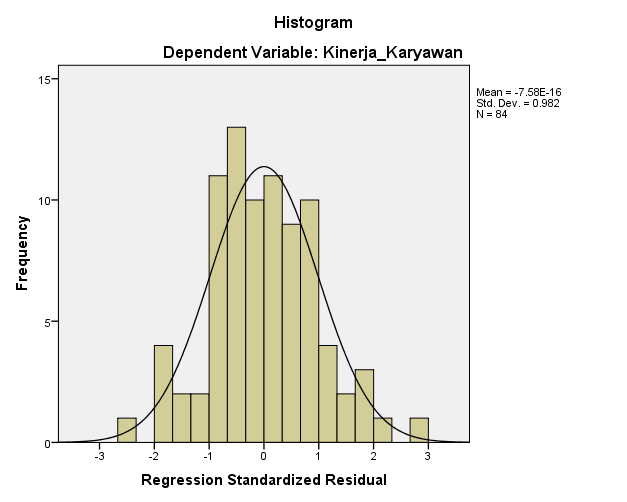 Histogram
Dependent Variable: Kinerja_Karyawan
Mean = -7.58E-16
Std. Dev. = 0.982
N = 84
Frequency
15
10
5
0
-3 -2 -1 0 1 2 3
Regression Standardized Residual